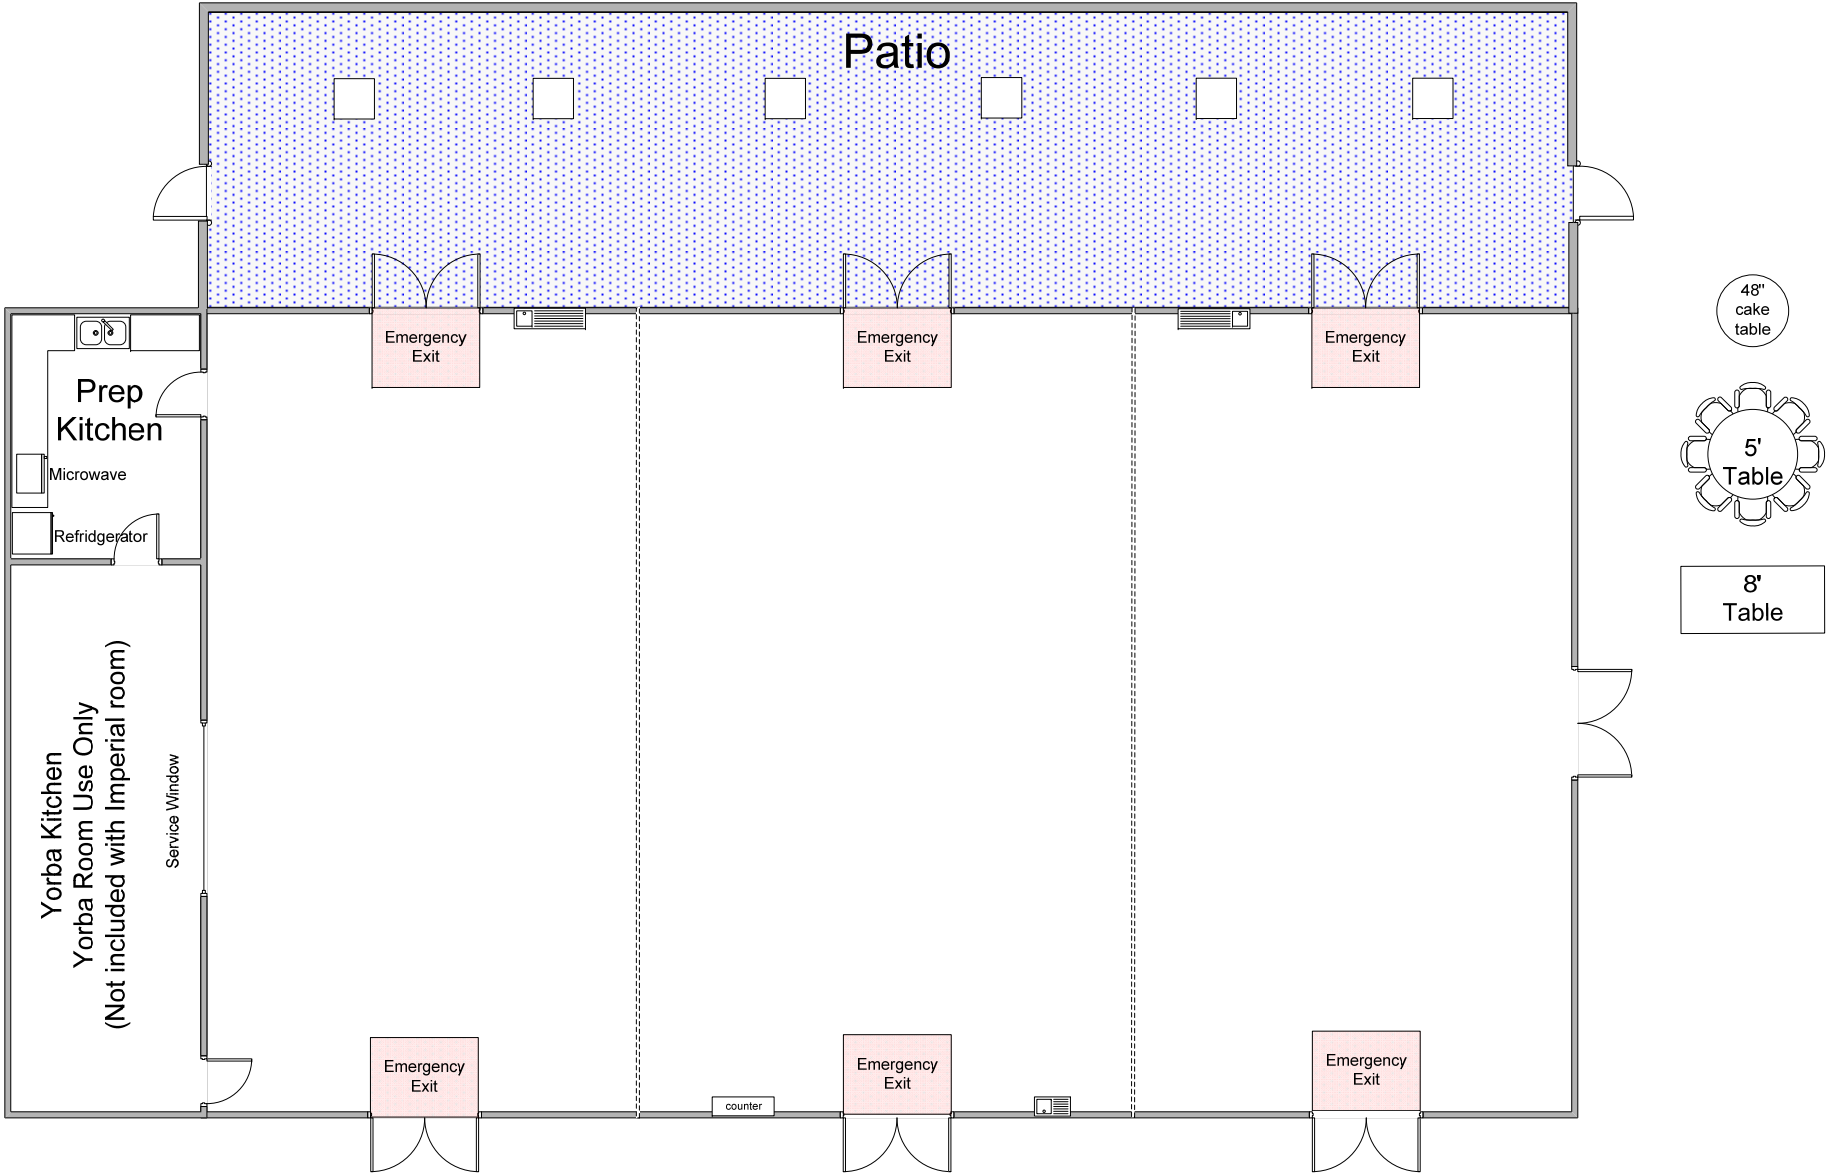 Patio
Emergency
Exit
Emergency
Exit
Emergency
Exit
48"
cake
table
Prep
Kitchen
Microwave
Refridgerator
5'
Table
8'
Table
Yorba Kitchen
Yorba Room Use Only
(Not included with Imperial room)
Service Window
Emergency
Exit
Emergency
Exit
Emergency
Exit
counter